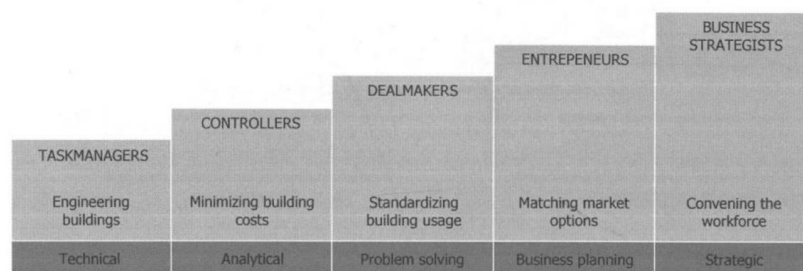 BUSINESS
STRATEGISTS
ENTREPENEURS
DEALMAKERS
CONTROLLERS
TASKMANAGERS
Engineering
buildings
Minimizing building
costs
Standardizing
building usage
Matching market
options
Convening the
workforce
Technical
Analytical
Problem solving
Business planning
Strategic